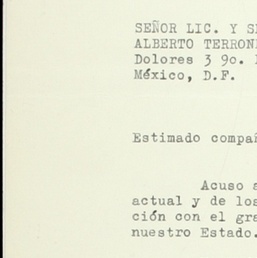 SEÑOR LIC. Y S
ALBERTO TERRON
Dolores 3 9o.
México, D.F.
Estimado compañ
Acuso a
actual y de los
ción con el gra
nuestro Estado.